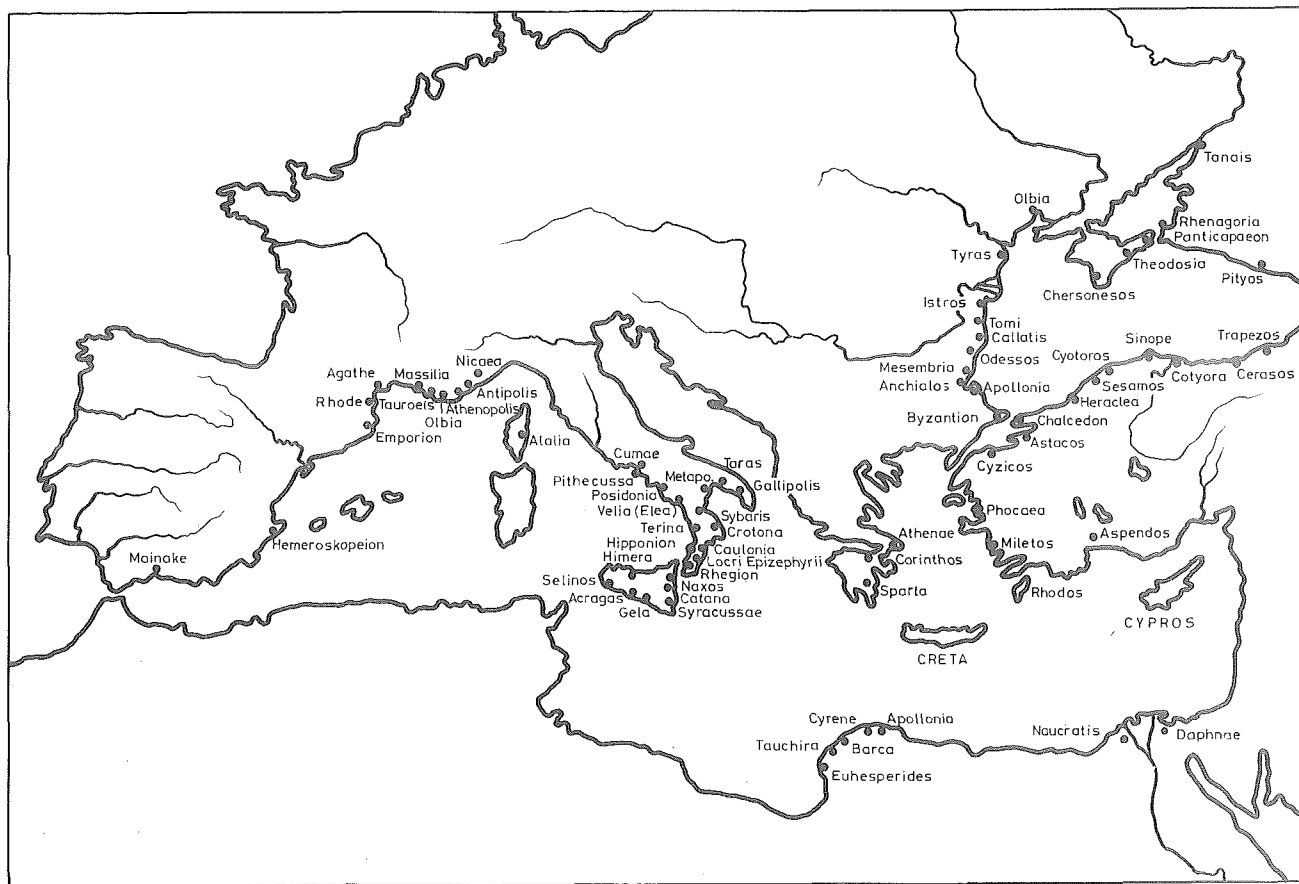 Tanais
Olbia
Rhenagoria
Panticapaeon
Tyras
Theodosia
Pityos
Chersonesos
Istros
Tomi
Callatis
Sinope
Trapezos
Cyotoros
Odessos
Mesembria
Nicaea
Agathe
Massilia
Antipolis
Anchialos
Apollonia
Sesamos
Cotyora
Cerasos
Rhode
Tauroeis
Athenopolis
Heraclea
Olbia
Byzantion
Chalcedon
Emporion
Alalia
Astacos
Cumae
Taras
Cyzicos
Pithecussa
Metapo.
Gallipolis
Posidonia
Velia (Elea)
Sybaris
Phocaea
Terina
Crotona
Athenae
Aspendos
Hemeroskopeion
Hipponion
Caulonia
Miletos
Mainake
Himera
Locri Epizephyrii
Corinthos
Rhegion
Selinos
Naxos
Sparta
Rhodos
Acragas
Catana
Gela
Syracussae
CYPROS
CRETA
Cyrene
Apollonia
Naucratis
Daphnae
Tauchira
Barca
Euhesperides